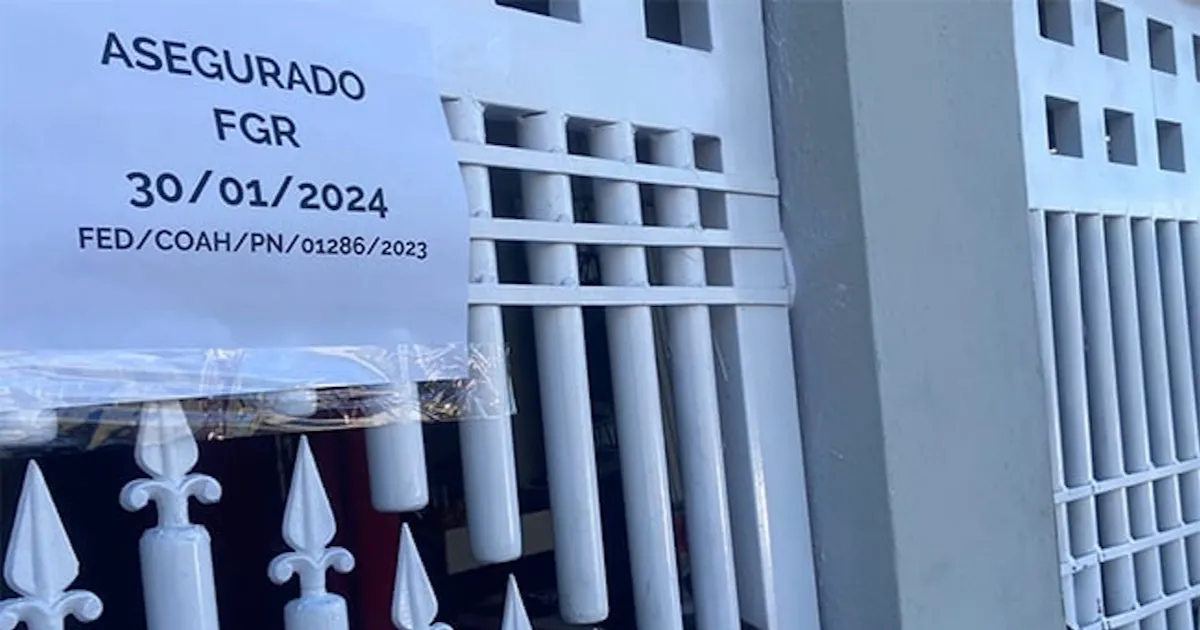 ASEGURADO
FGR
30/01/2024
FED/COAH/PN/01286/2023